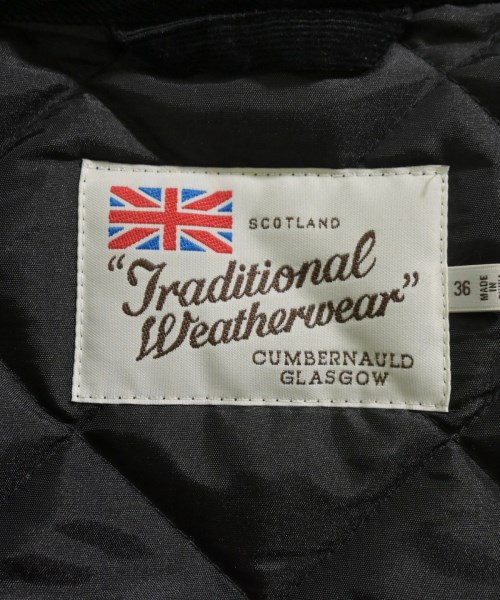 SCOTLAND
"Traditional
Weatherwear"
CUMBERNAULD
GLASGOW
36
MADE
IN